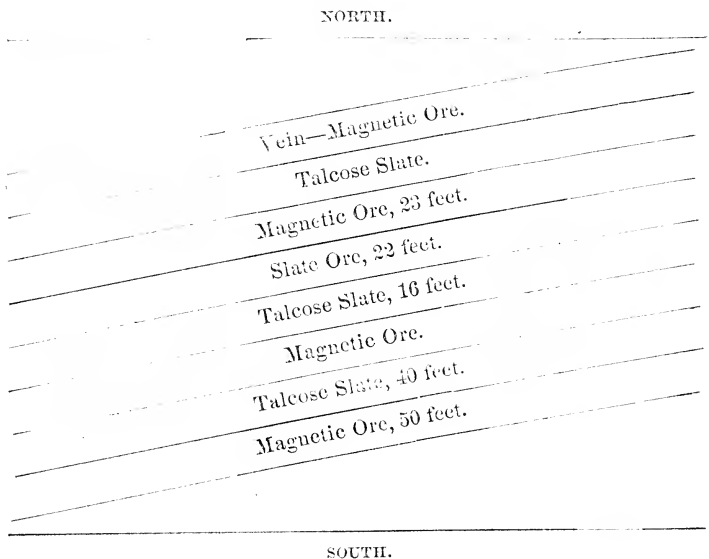 NORTH.
Vein—Magnetic Ore.
Talcose Slate.
Magnetic Ore, 23 feet.
Slate Ore, 22 feet.
Talcose Slate, 16 feet.
Magnetic Ore.
Talcose Slate, 40 feet.
Magnetic Ore, 50 feet.
SOUTH.